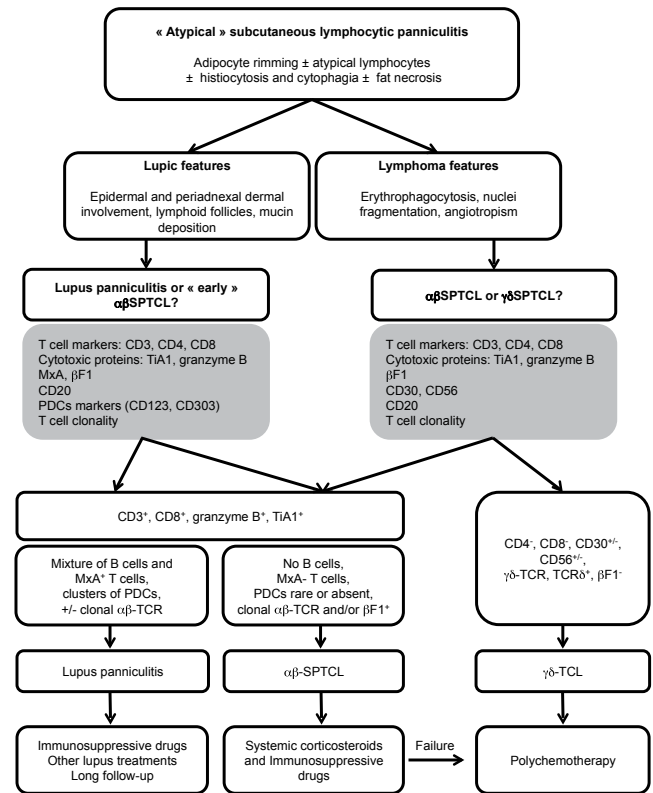 « Atypical » subcutaneous lymphocytic panniculitis
Adipocyte rimming ± atypical lymphocytes
± histiocytosis and cytophagia ± fat necrosis
Lupic features
Epidermal and periadnexal dermal
involvement, lymphoid follicles, mucin
deposition
Lymphoma features
Erythrophagocytosis, nuclei
fragmentation, angiotropism
Lupus panniculitis or « early »
αβSPTCL?
αβSPTCL or γδSPTCL?
T cell markers: CD3, CD4, CD8
Cytotoxic proteins: TiA1, granzyme B
MxA, βF1
CD20
PDCs markers (CD123, CD303)
T cell clonality
T cell markers: CD3, CD4, CD8
Cytotoxic proteins: TiA1, granzyme B
βF1
CD30, CD56
CD20
T cell clonality
CD3⁺, CD8⁺, granzyme B⁺, TiA1⁺
Mixture of B cells and
MxA⁺ T cells,
clusters of PDCs,
+/- clonal αβ-TCR
No B cells,
MxA- T cells,
PDCs rare or absent,
clonal αβ-TCR and/or βF1⁺
CD4⁻, CD8⁻, CD30⁺/⁻,
CD56⁺/⁻,
γδ-TCR, TCRδ⁺, βF1⁻
Lupus panniculitis
αβ-SPTCL
γδ-TCL
Immunosuppressive drugs
Other lupus treatments
Long follow-up
Systemic corticosteroids
and Immunosuppressive
drugs
Failure
Polychemotherapy